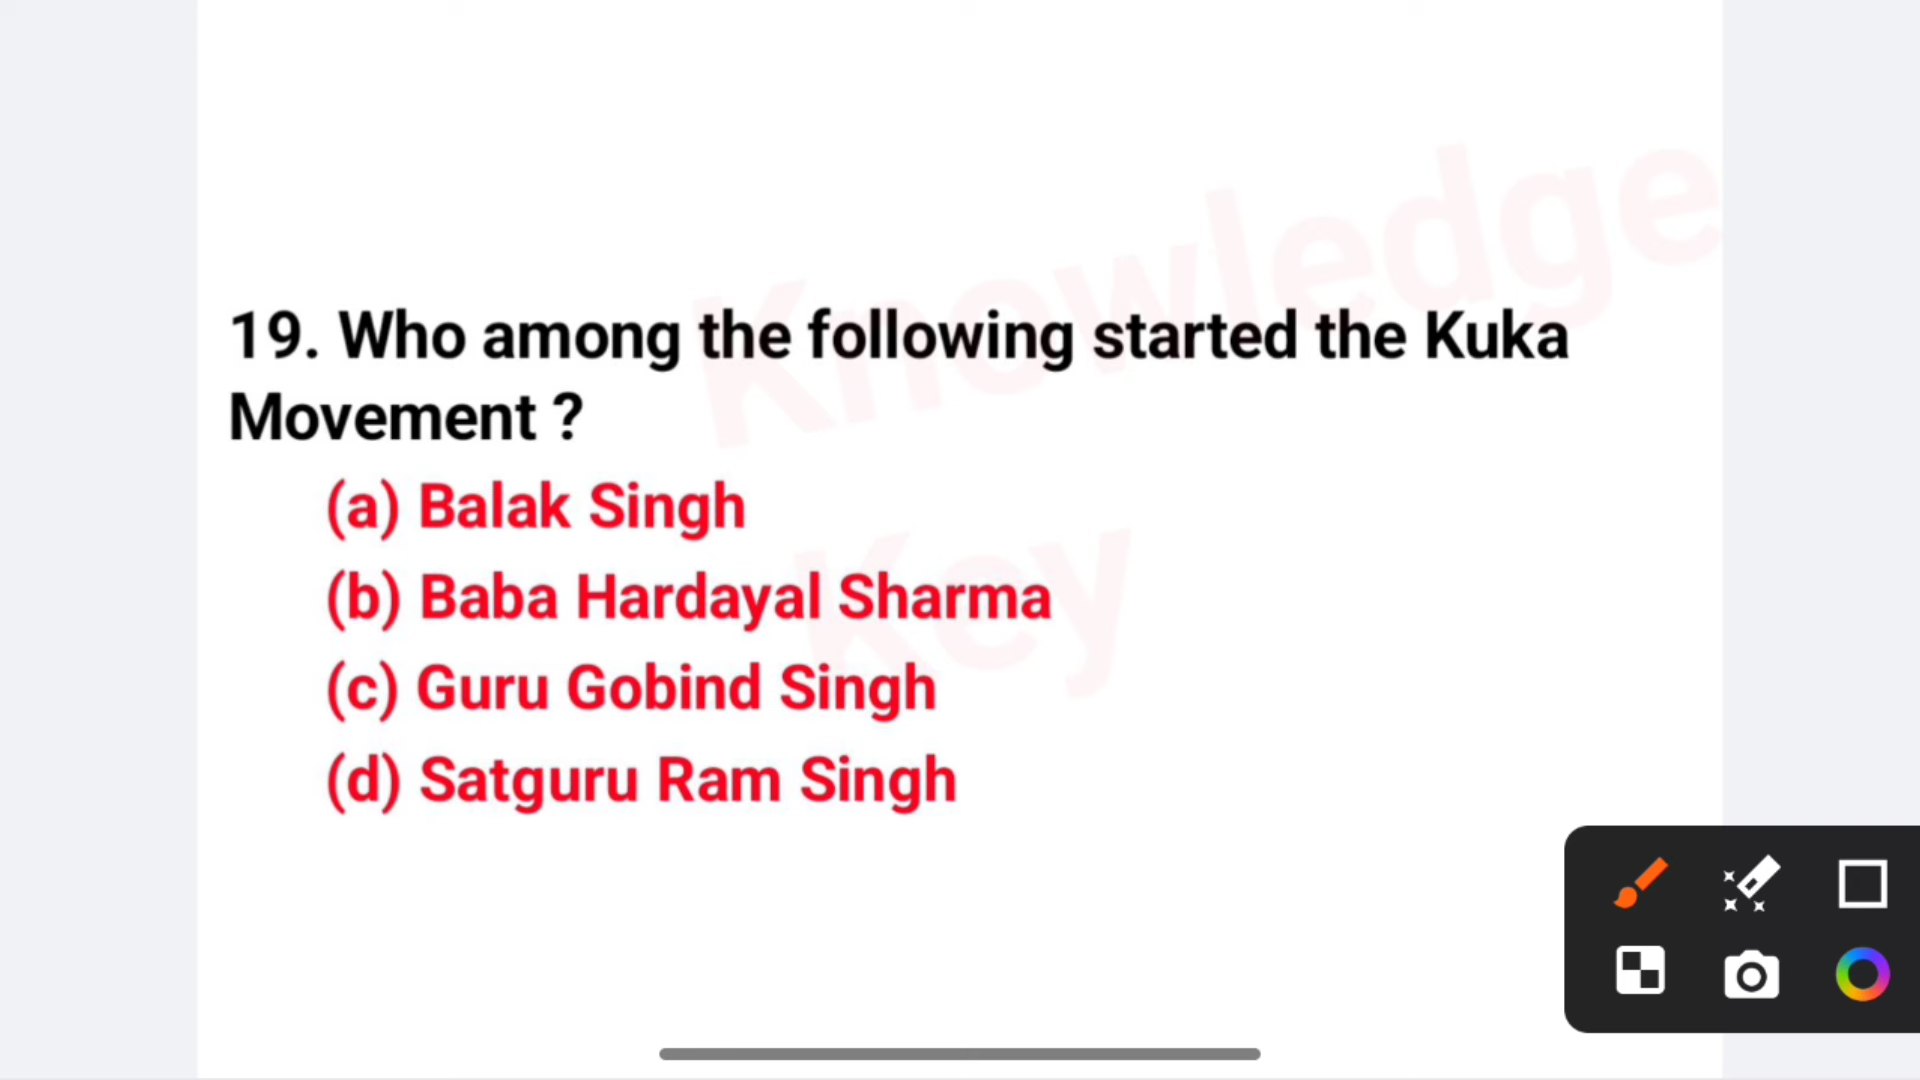 Knowledge
Key
19. Who among the following started the Kuka
Movement ?
(a) Balak Singh
(b) Baba Hardayal Sharma
(c) Guru Gobind Singh
(d) Satguru Ram Singh